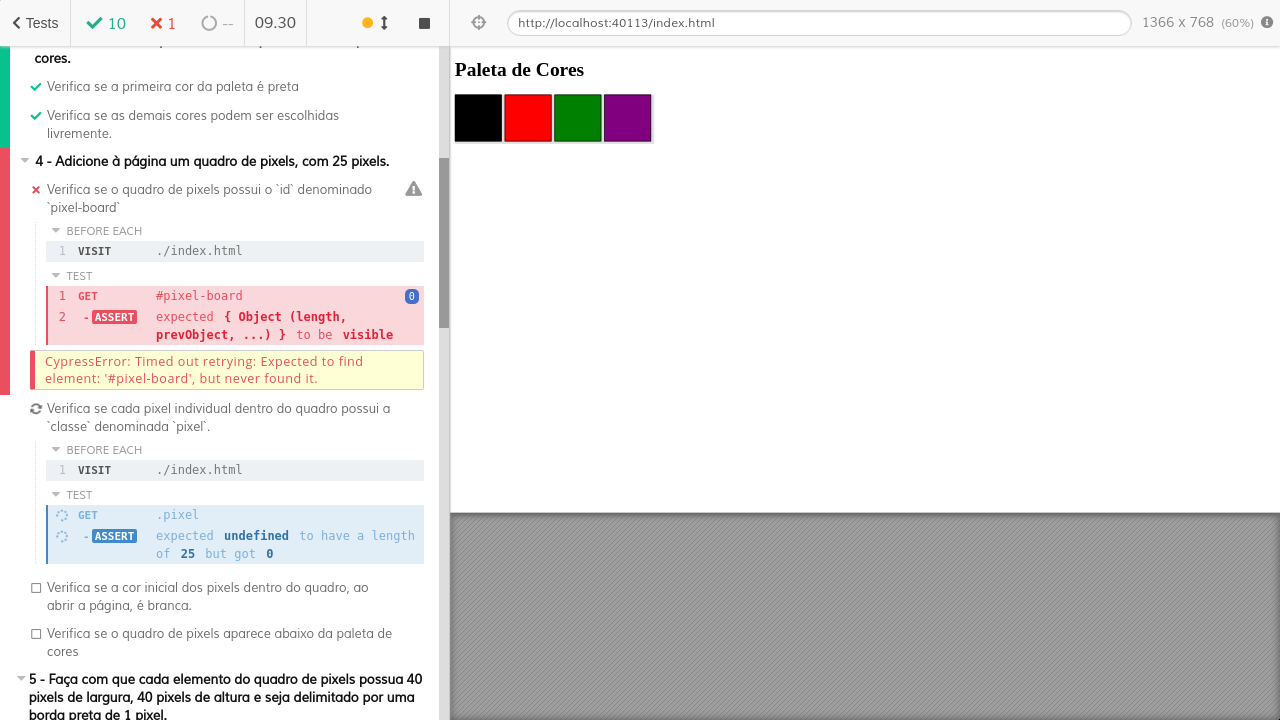 Tests
10
1
--
09.30
http://localhost:40113/index.html
1366 x 768 (60%)
cores.
Verifica se a primeira cor da paleta é preta
Verifica se as demais cores podem ser escolhidas
livremente.
4 - Adicione à página um quadro de pixels, com 25 pixels.
Verifica se o quadro de pixels possui o `id` denominado
`pixel-board`
BEFORE EACH
1 VISIT ./index.html
TEST
1 GET #pixel-board 0
2 - ASSERT expected { Object (length,
prevObject, ...) } to be visible
CypressError: Timed out retrying: Expected to find
element: '#pixel-board', but never found it.
Verifica se cada pixel individual dentro do quadro possui a
`classe` denominada `pixel`.
BEFORE EACH
1 VISIT ./index.html
TEST
GET .pixel
- ASSERT expected undefined to have a length
of 25 but got 0
Verifica se a cor inicial dos pixels dentro do quadro, ao
abrir a página, é branca.
Verifica se o quadro de pixels aparece abaixo da paleta de
cores
5 - Faça com que cada elemento do quadro de pixels possua 40
pixels de largura, 40 pixels de altura e seja delimitado por uma
borda preta de 1 pixel.
Paleta de Cores